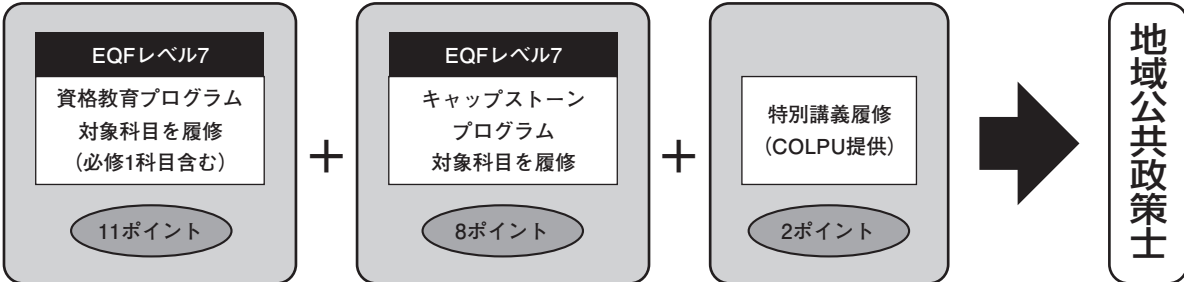 EQFレベル7
資格教育プログラム
対象科目を履修
(必修1科目含む)
11ポイント
+
EQFレベル7
キャップストーン
プログラム
対象科目を履修
8ポイント
+
特別講義履修
(COLPU提供)
2ポイント
地域公共政策士